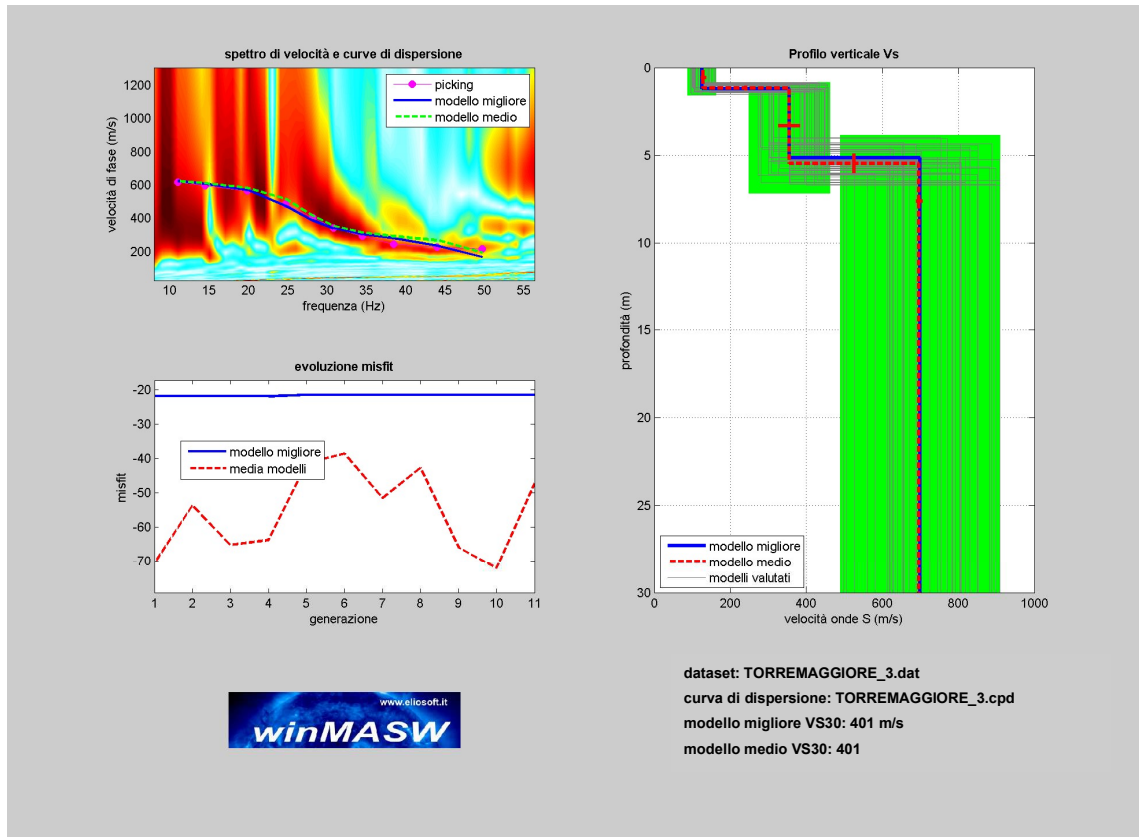 spettro di velocità e curve di dispersione
velocità di fase (m/s)
1200
1000
800
600
400
200
picking
modello migliore
modello medio
10 15 20 25 30 35 40 45 50 55
frequenza (Hz)
evoluzione misfit
misfit
-20
-30
-40
-50
-60
-70
modello migliore
media modelli
1 2 3 4 5 6 7 8 9 10 11
generazione
www.eliosoft.it
winMASW
Profilo verticale Vs
profondità (m)
0
5
10
15
20
25
30
modello migliore
modello medio
modelli valutati
0 200 400 600 800 1000
velocità onde S (m/s)
dataset: TORREMAGGIORE_3.dat
curva di dispersione: TORREMAGGIORE_3.cpd
modello migliore VS30: 401 m/s
modello medio VS30: 401